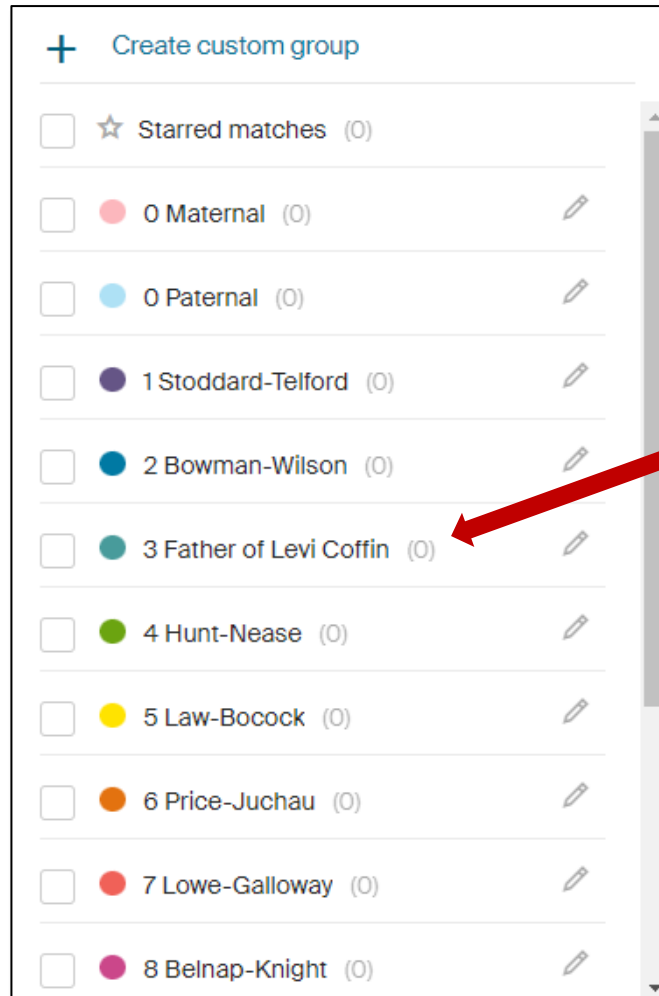 + Create custom group
Starred matches (0)
0 Maternal (0)
0 Paternal (0)
1 Stoddard-Telford (0)
2 Bowman-Wilson (0)
3 Father of Levi Coffin (0)
4 Hunt-Nease (0)
5 Law-Bocock (0)
6 Price-Juchau (0)
7 Lowe-Galloway (0)
8 Belnap-Knight (0)